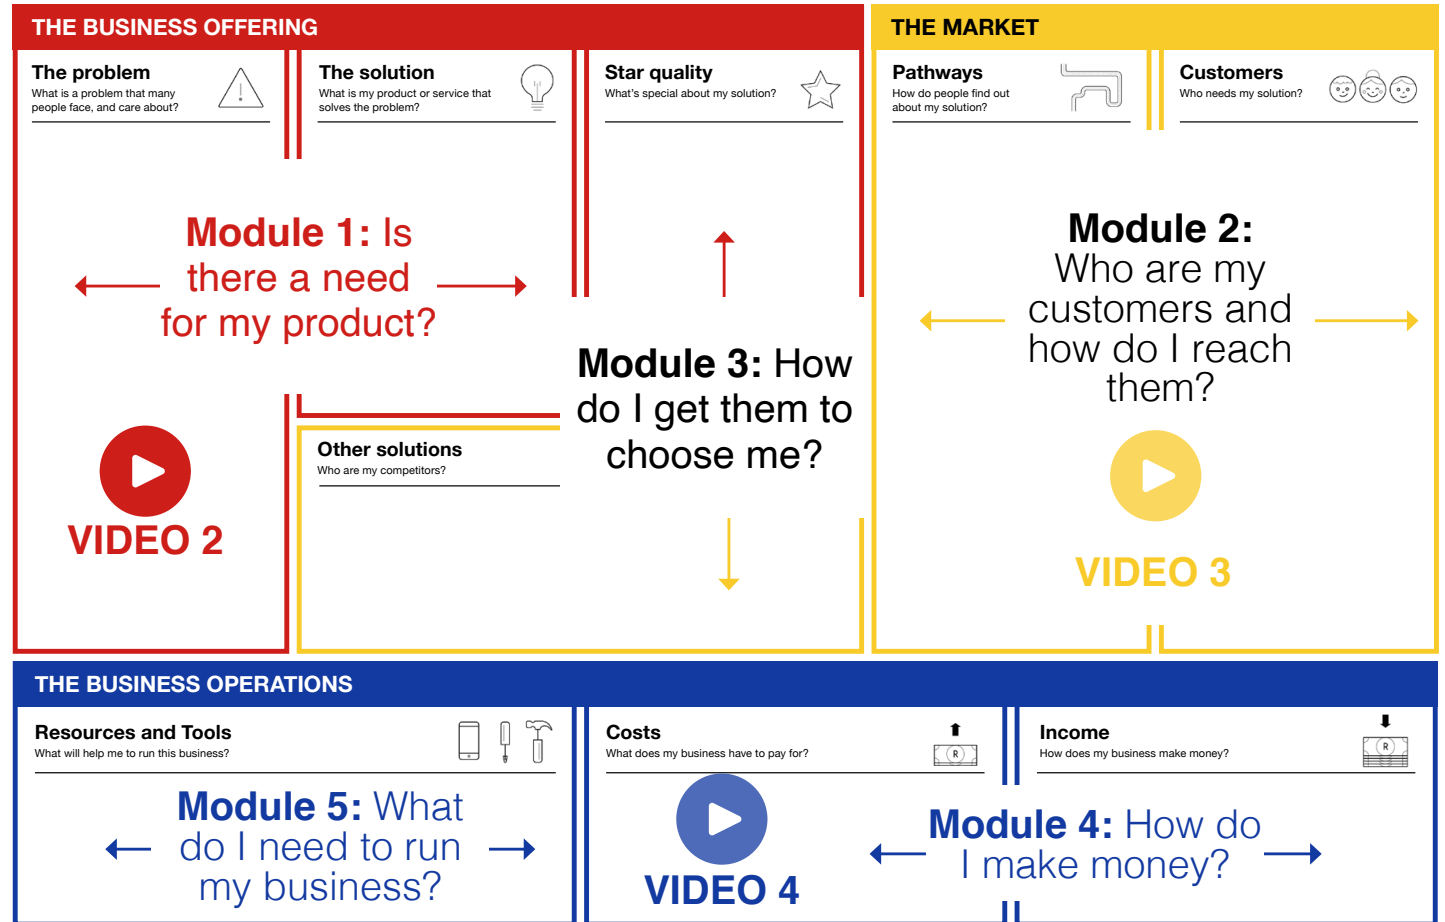 THE BUSINESS OFFERING
The problem
What is a problem that many
people face, and care about?
The solution
What is my product or service that
solves the problem?
Star quality
What's special about my solution?
Module 1: Is
there a need
for my product?
VIDEO 2
Module 3: How
do I get them to
choose me?
Other solutions
Who are my competitors?
THE MARKET
Pathways
How do people find out
about my solution?
Customers
Who needs my solution?
Module 2:
Who are my
customers and
how do I reach
them?
VIDEO 3
THE BUSINESS OPERATIONS
Resources and Tools
What will help me to run this business?
Module 5: What
do I need to run
my business?
Costs
What does my business have to pay for?
R
VIDEO 4
Income
How does my business make money?
R
Module 4: How do
I make money?